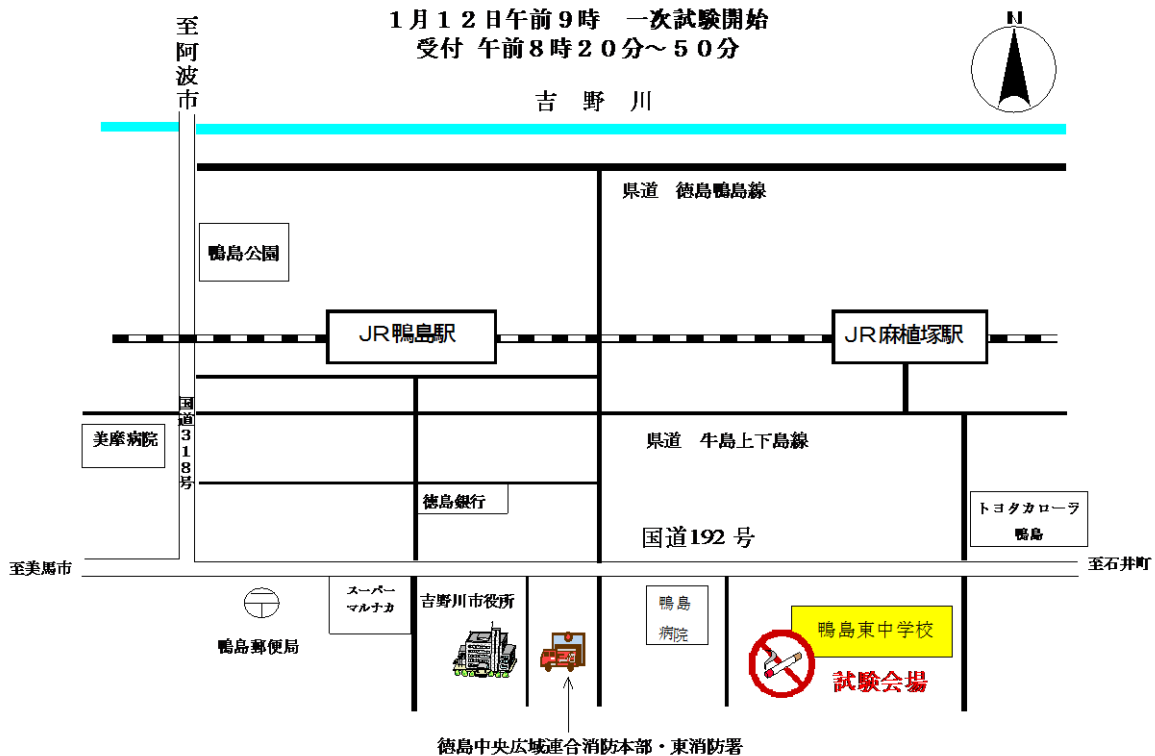 1月12日午前9時　一次試験開始
受付 午前8時20分～50分
至阿波市
N
吉野川
県道　徳島鴨島線
鴨島公園
JR鴨島駅
JR麻植塚駅
国道318号
美摩病院
県道　牛島上下島線
徳島銀行
トヨタカローラ
鴨島
国道192号
至美馬市
至石井町
スーパー
マルナカ
吉野川市役所
鴨島
病院
鴨島東中学校
鴨島郵便局
試験会場
徳島中央広域連合消防本部・東消防署